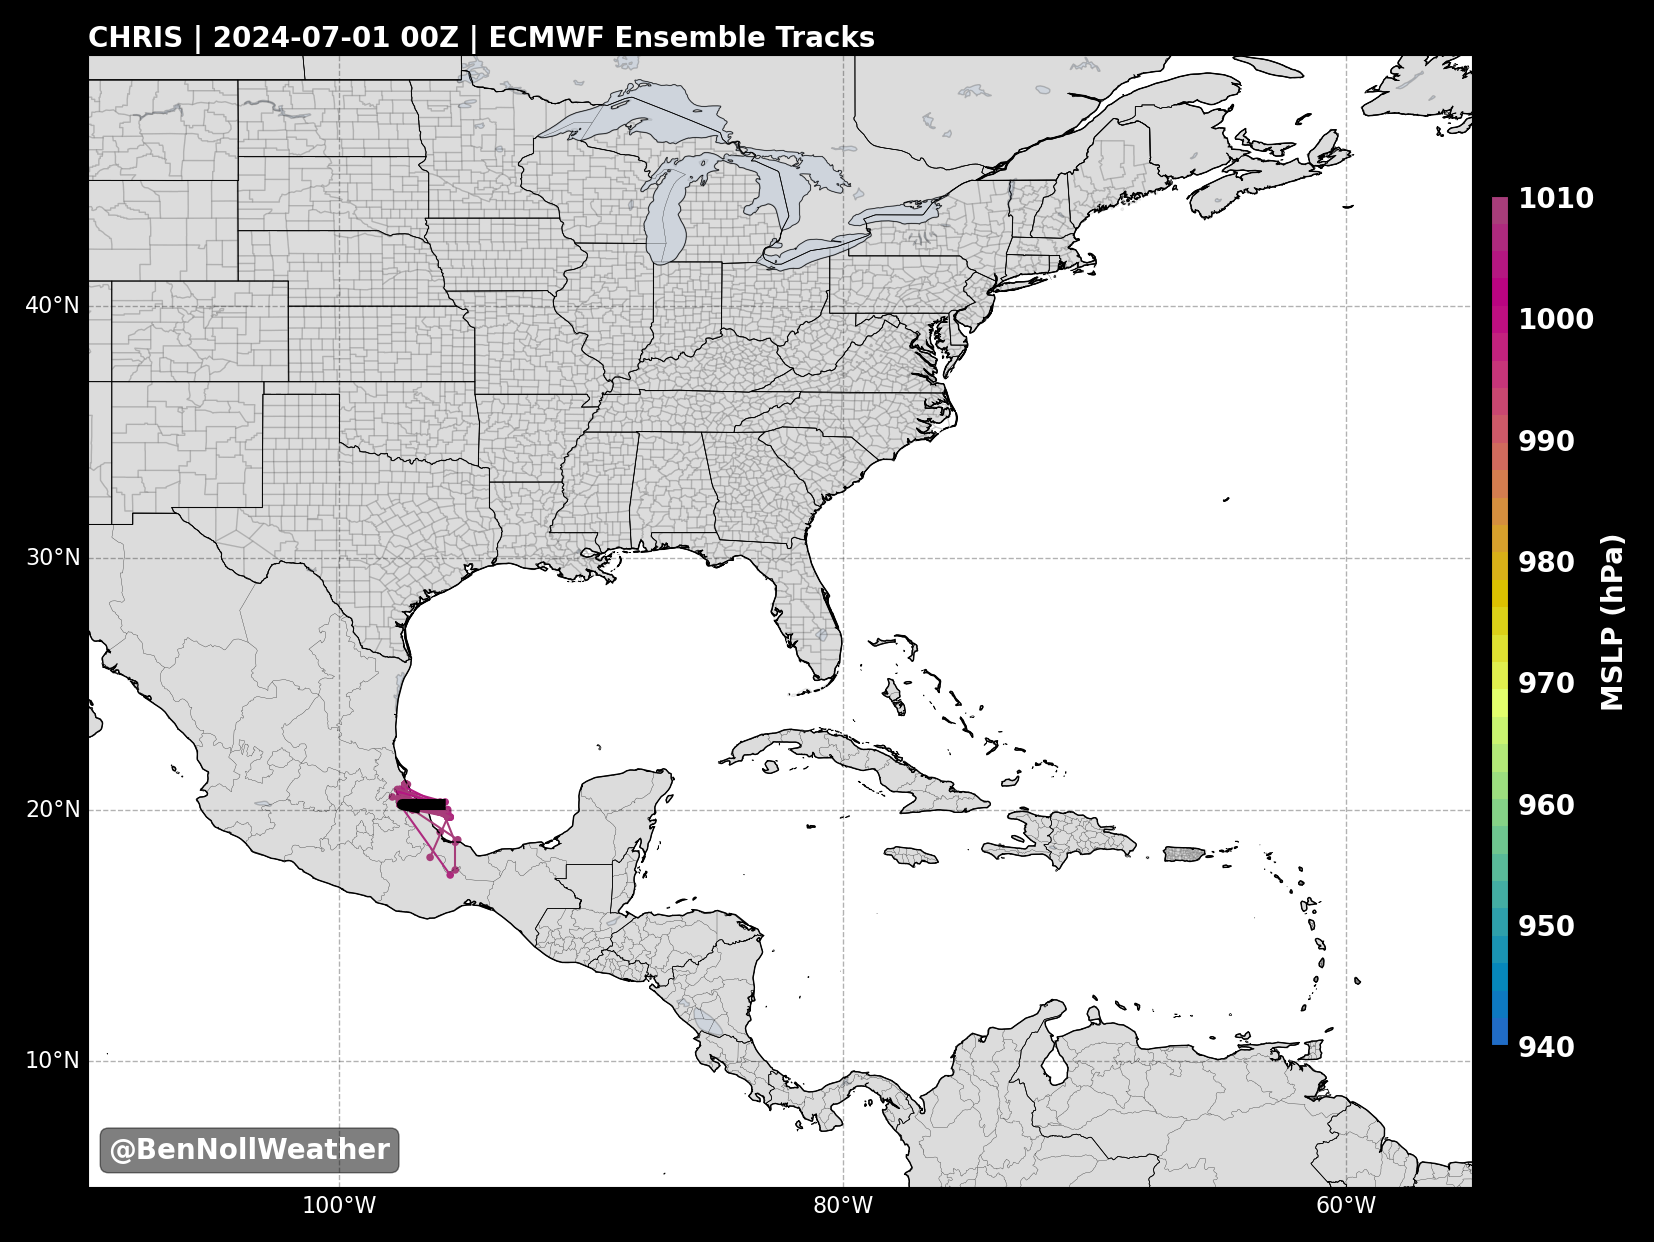 CHRIS | 2024-07-01 00Z | ECMWF Ensemble Tracks
40°N
30°N
20°N
10°N
100°W
80°W
60°W
1010
1000
990
980
970
960
950
940
MSLP (hPa)
@BenNollWeather